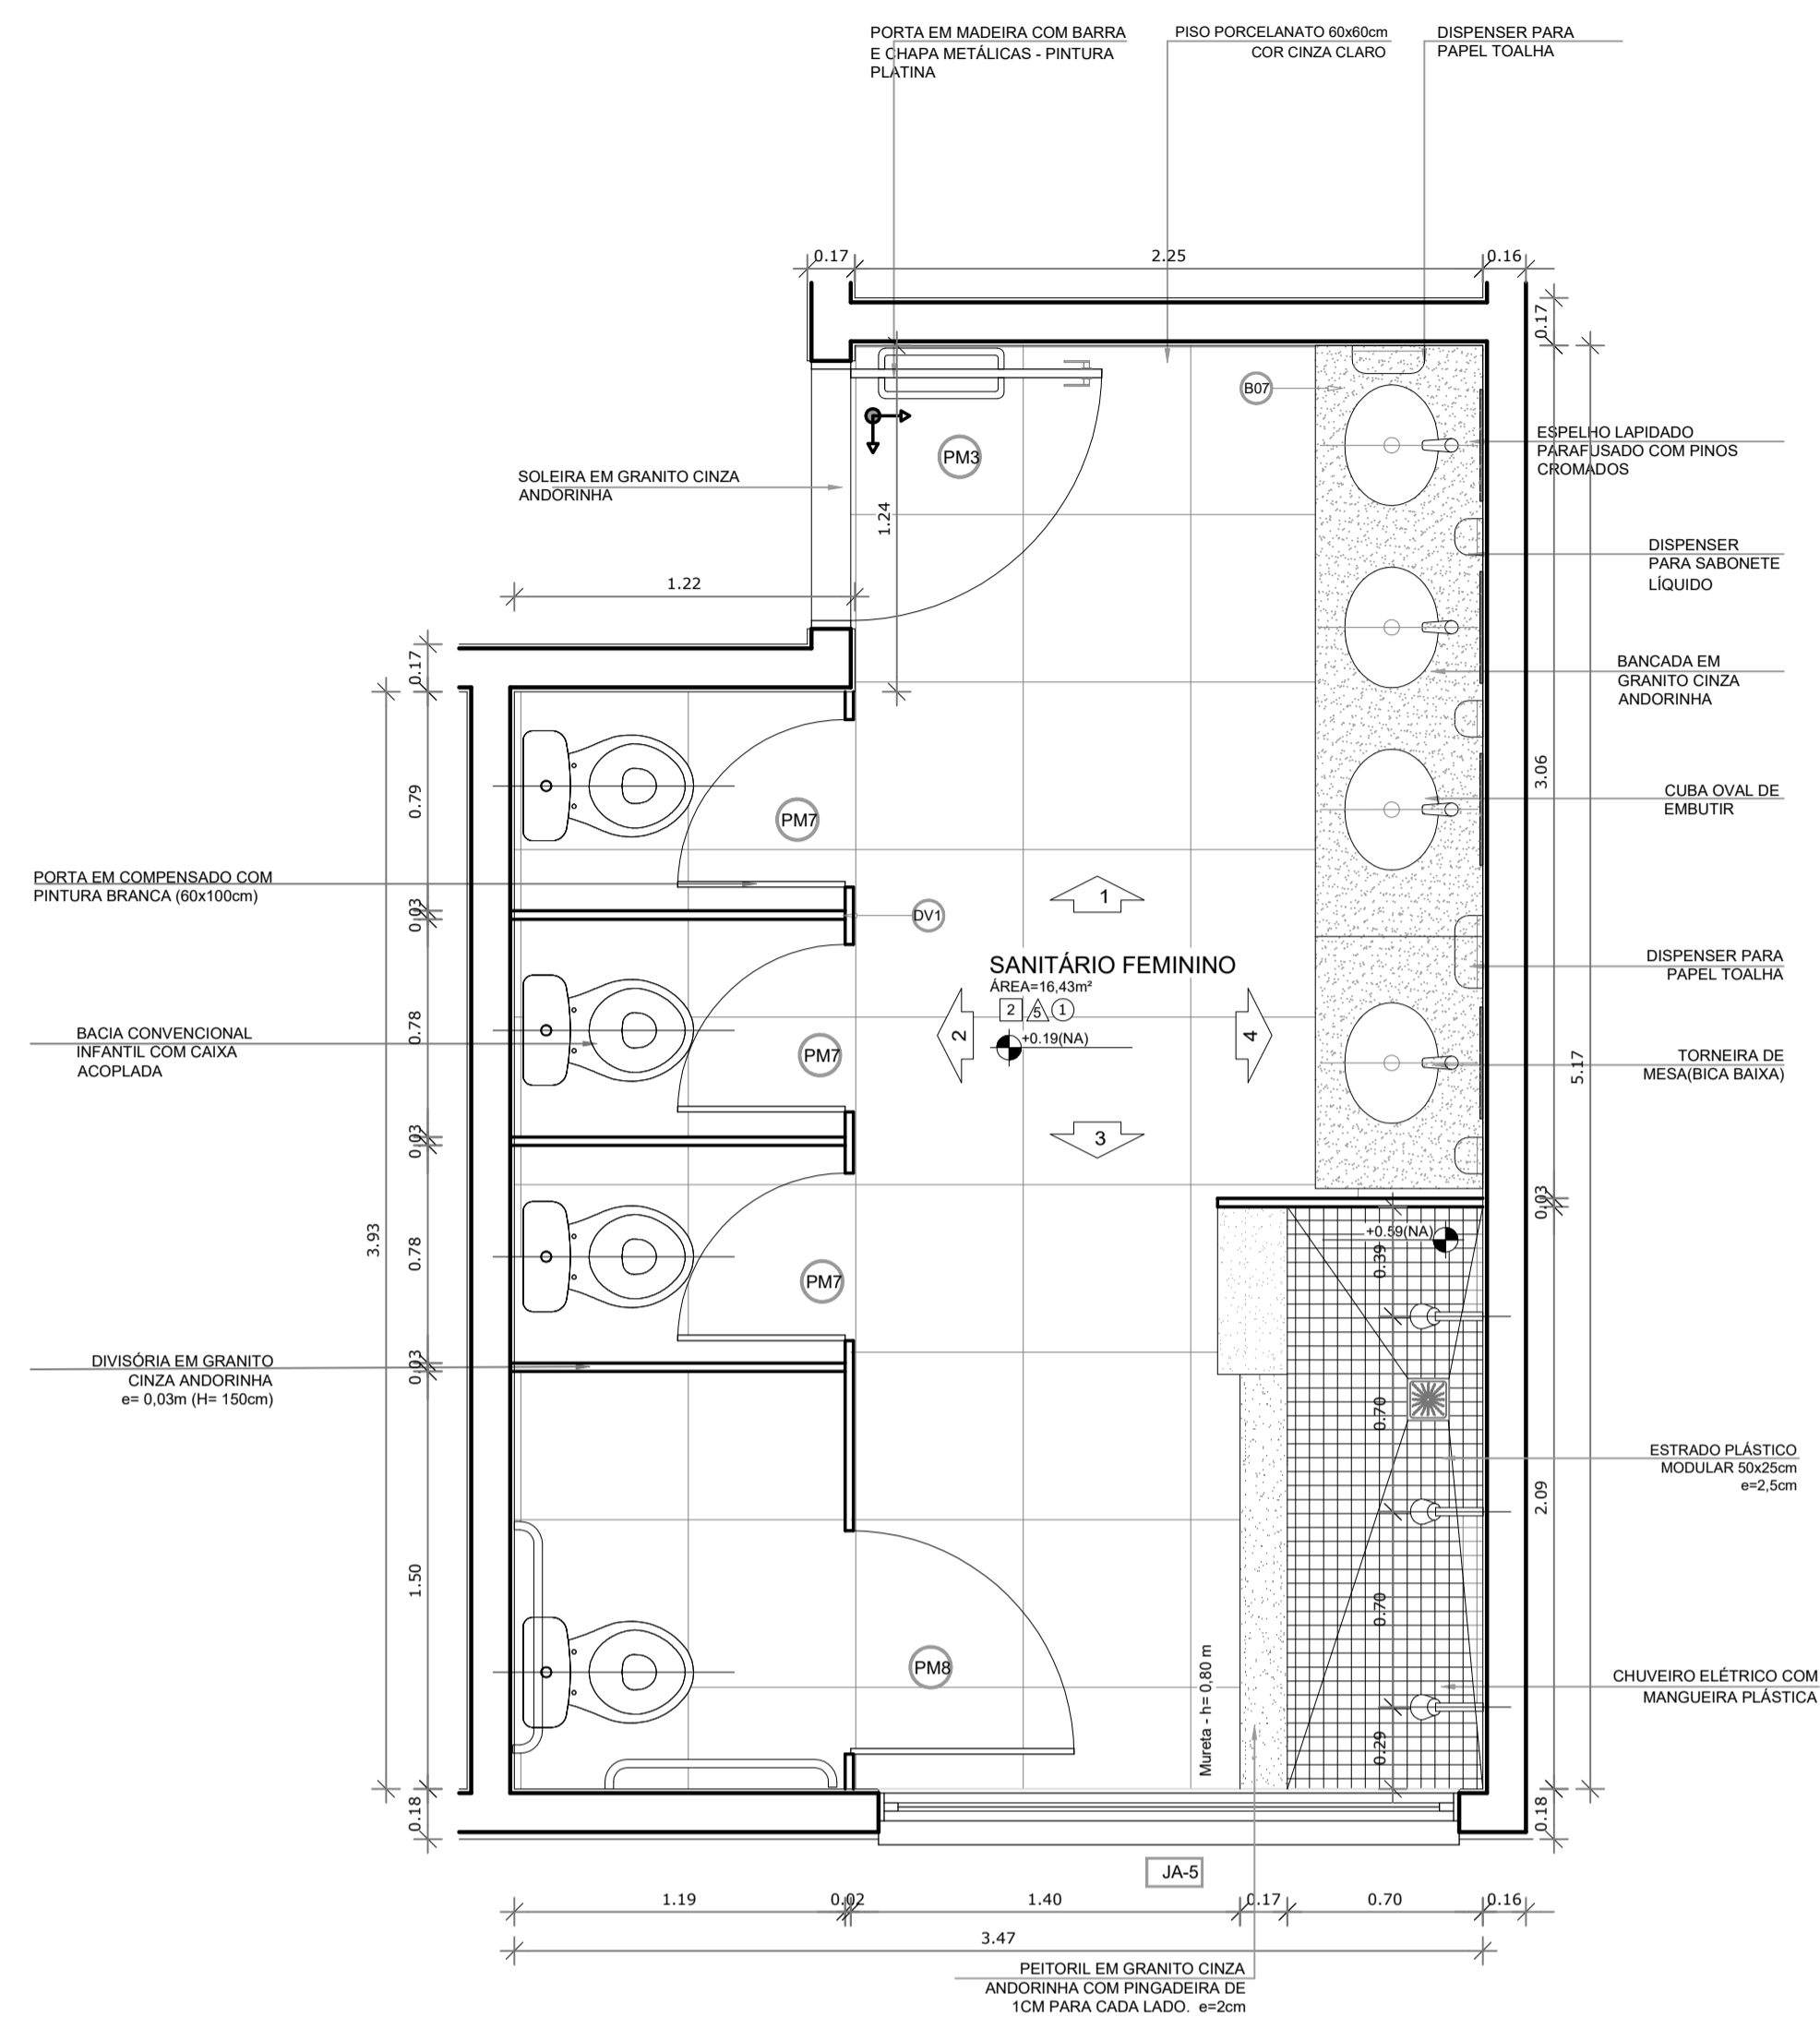 PORTA EM MADEIRA COM BARRA
E CHAPA METÁLICAS - PINTURA
PLATINA
PISO PORCELANATO 60x60cm
COR CINZA CLARO
DISPENSER PARA
PAPEL TOALHA
0.17
2.25
0.16
0.17
B07
PM3
ESPELHO LAPIDADO
PARAFUSADO COM PINOS
CROMADOS
SOLEIRA EM GRANITO CINZA
ANDORINHA
1.24
DISPENSER
PARA SABONETE
LÍQUIDO
1.22
0.17
BANCADA EM
GRANITO CINZA
ANDORINHA
0.79
PM7
3.06
CUBA OVAL DE
EMBUTIR
PORTA EM COMPENSADO COM
PINTURA BRANCA (60x100cm)
0.03
DV1
1
SANITÁRIO FEMININO
ÁREA=16,43m²
2
5
1
+0.19(NA)
2
4
3
DISPENSER PARA
PAPEL TOALHA
BACIA CONVENCIONAL
INFANTIL COM CAIXA
ACOPLADA
0.78
PM7
5.17
TORNEIRA DE
MESA(BICA BAIXA)
0.03
0.03
3.93
0.78
PM7
+0.59(NA)
0.39
DIVISÓRIA EM GRANITO
CINZA ANDORINHA
e= 0,03m (H= 150cm)
0.03
0.70
ESTRADO PLÁSTICO
MODULAR 50x25cm
e=2,5cm
2.09
1.50
0.70
PM8
Mureta - h= 0,80 m
CHUVEIRO ELÉTRICO COM
MANGUEIRA PLÁSTICA
0.29
0.18
0.18
JA-5
1.19
0.02
1.40
0.17
0.70
0.16
3.47
PEITORIL EM GRANITO CINZA
ANDORINHA COM PINGADEIRA DE
1CM PARA CADA LADO. e=2cm